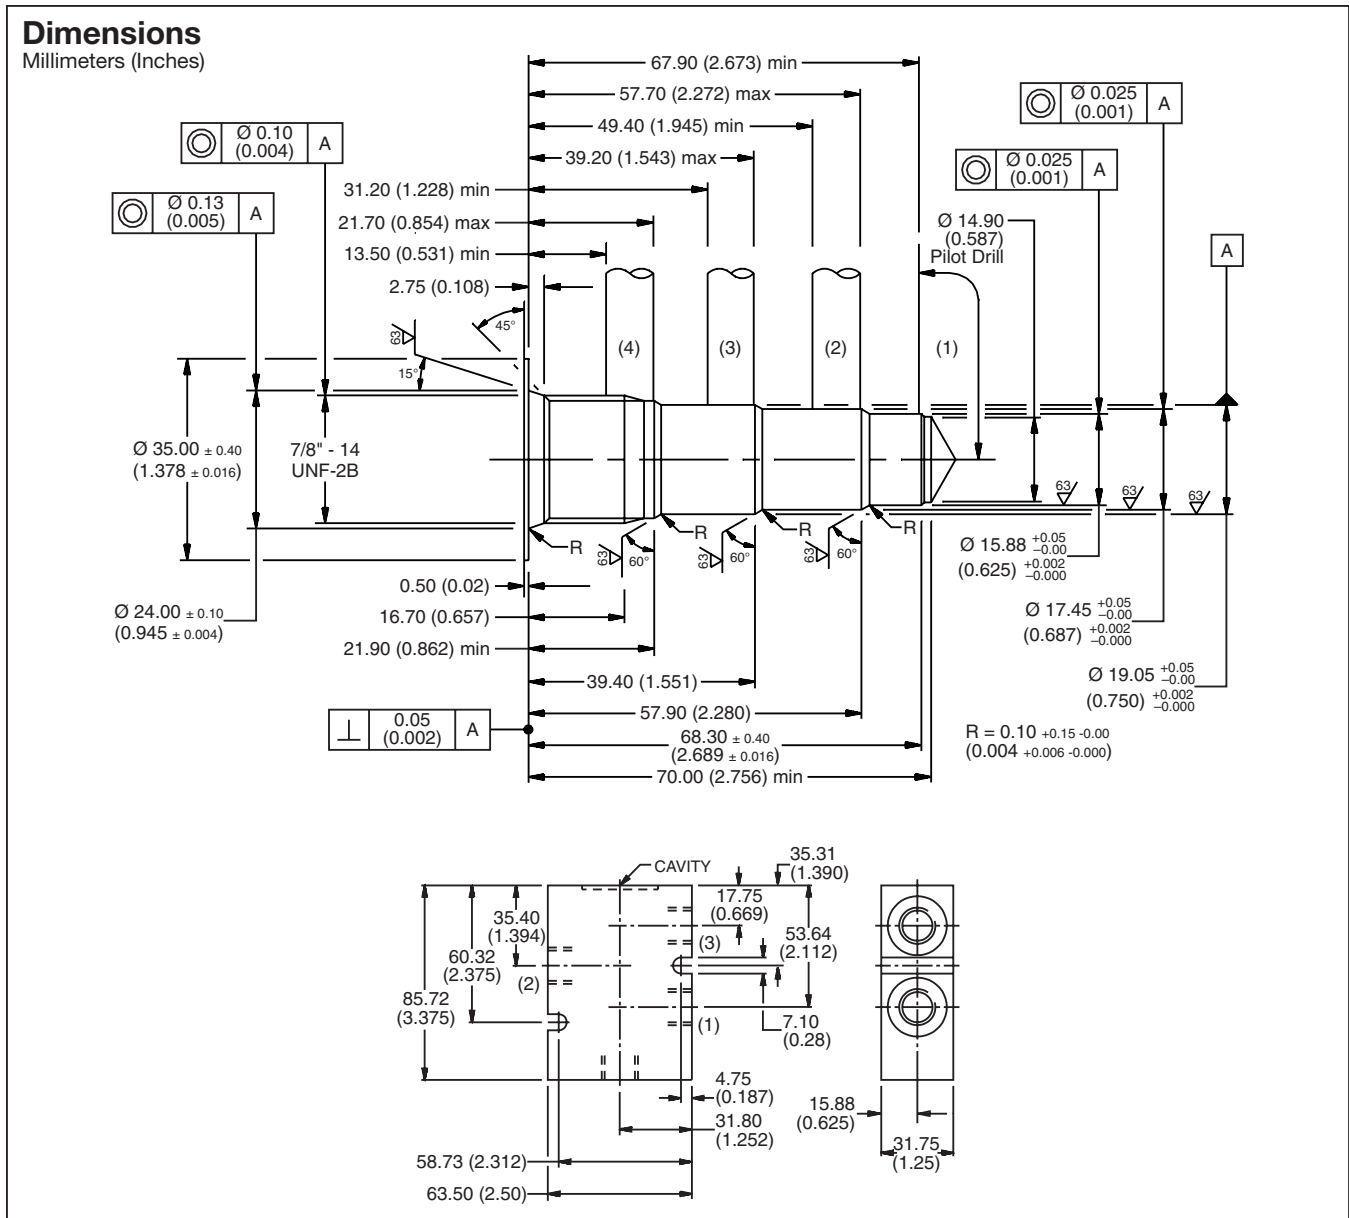 Dimensions
Millimeters (Inches)
67.90 (2.673) min
57.70 (2.272) max
49.40 (1.945) min
39.20 (1.543) max
31.20 (1.228) min
21.70 (0.854) max
13.50 (0.531) min
2.75 (0.108)
Ø 0.10
(0.004)
A
Ø 0.13
(0.005)
A
Ø 0.025
(0.001)
A
Ø 0.025
(0.001)
A
Ø 14.90
(0.587)
Pilot Drill
A
45°
63
15°
(4)
(3)
(2)
(1)
Ø 35.00 ± 0.40
(1.378 ± 0.016)
7/8" - 14
UNF-2B
R
R
R
R
63
60°
63
60°
63
60°
63
63
63
Ø 15.88 +0.05 –0.00
(0.625) +0.002 –0.000
Ø 17.45 +0.05 –0.00
(0.687) +0.002 –0.000
Ø 19.05 +0.05 –0.00
(0.750) +0.002 –0.000
R = 0.10 +0.15 -0.00
(0.004 +0.006 -0.000)
Ø 24.00 ± 0.10
(0.945 ± 0.004)
0.50 (0.02)
16.70 (0.657)
21.90 (0.862) min
39.40 (1.551)
57.90 (2.280)
68.30 ± 0.40
(2.689 ± 0.016)
70.00 (2.756) min
⊥
0.05
(0.002)
A
CAVITY
35.31
(1.390)
17.75
(0.669)
53.64
(2.112)
35.40
(1.394)
60.32
(2.375)
85.72
(3.375)
(3)
(2)
(1)
7.10
(0.28)
4.75
(0.187)
31.80
(1.252)
58.73 (2.312)
63.50 (2.50)
15.88
(0.625)
31.75
(1.25)